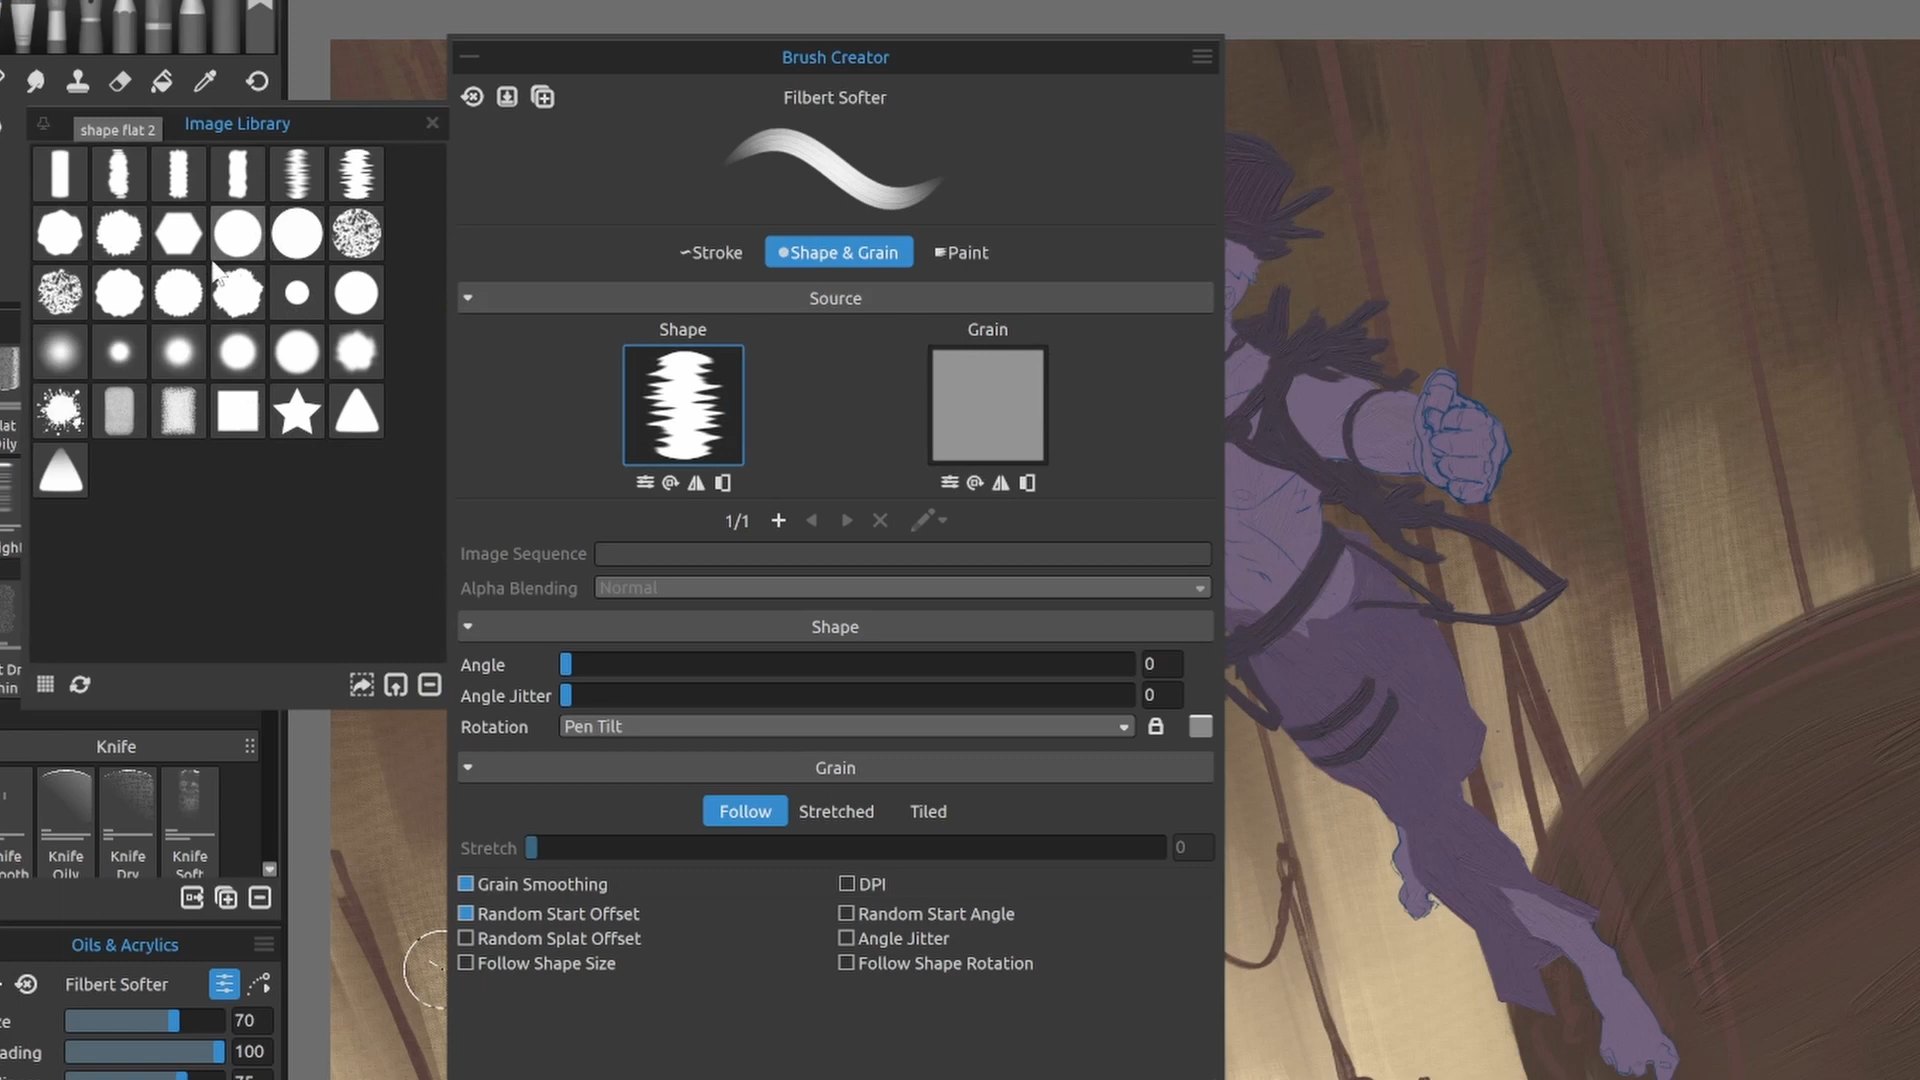 Brush Creator
Filbert Softer
shape flat 2
Image Library
Stroke
Shape & Grain
Paint
Source
Shape
Grain
1/1
Image Sequence
Alpha Blending
Normal
Shape
Angle
0
Angle Jitter
0
Rotation
Pen Tilt
Grain
Follow
Stretched
Tiled
Stretch
0
Grain Smoothing
DPI
Random Start Offset
Random Start Angle
Random Splat Offset
Angle Jitter
Follow Shape Size
Follow Shape Rotation
Knife
Knife
Oily
Knife
Dry
Knife
Soft
Oils & Acrylics
Filbert Softer
70
100